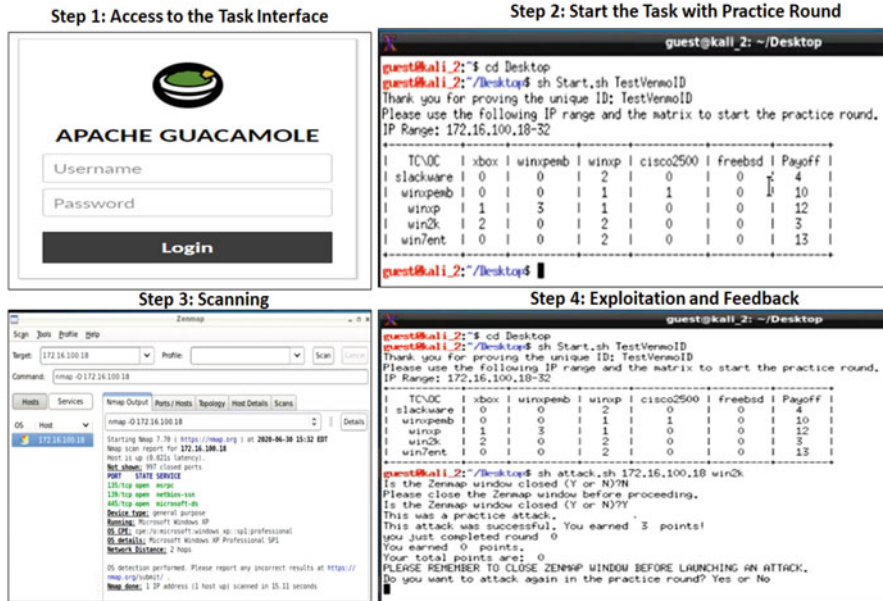 Step 1: Access to the Task Interface
APACHE GUACAMOLE
Username
Password
Login
Step 2: Start the Task with Practice Round
guest@kali_2: ~/Desktop
guest@kali_2:~$ cd Desktop
guest@kali_2:~/Desktop$ sh Start.sh TestVenmoID
Thank you for proving the unique ID: TestVenmoID
Please use the following IP range and the matrix to start the practice round.
IP Range: 172.16.100.18-32
| TC\OC | xbox | winxpemb | winxp | cisco2500 | freebsd | Payoff |
| slackware | 0 | 0 | 2 | 0 | 0 | 4 |
| winxpemb | 0 | 0 | 1 | 1 | 0 | 10 |
| winxp | 1 | 3 | 1 | 0 | 0 | 12 |
| win2k | 2 | 0 | 2 | 0 | 0 | 3 |
| win7ent | 0 | 0 | 2 | 0 | 0 | 13 |
guest@kali_2:~/Desktop$
Step 3: Scanning
Zenmap
Scan Tools Profile Help
Target: 172.16.100.18 Profile: Scan Cancel
Command: nmap -O 172.16.100.18
Hosts Services Nmap Output Ports / Hosts Topology Host Details Scans
OS Host nmap -O 172.16.100.18 Details
172.16.100.18
Starting Nmap 7.70 ( https://nmap.org ) at 2020-06-30 15:32 EDT
Nmap scan report for 172.16.100.18
Host is up (0.021s latency).
Not shown: 997 closed ports
PORT STATE SERVICE
135/tcp open msrpc
139/tcp open netbios-ssn
445/tcp open microsoft-ds
Device type: general purpose
Running: Microsoft Windows XP
OS CPE: cpe:/o:microsoft:windows_xp::sp1:professional
OS details: Microsoft Windows XP Professional SP1
Network Distance: 2 hops
OS detection performed. Please report any incorrect results at https://
nmap.org/submit/ .
Nmap done: 1 IP address (1 host up) scanned in 15.11 seconds
Step 4: Exploitation and Feedback
guest@kali_2: ~/Desktop
guest@kali_2:~$ cd Desktop
guest@kali_2:~/Desktop$ sh Start.sh TestVenmoID
Thank you for proving the unique ID: TestVenmoID
Please use the following IP range and the matrix to start the practice round.
IP Range: 172.16.100.18-32
| TC\OC | xbox | winxpemb | winxp | cisco2500 | freebsd | Payoff |
| slackware | 0 | 0 | 2 | 0 | 0 | 4 |
| winxpemb | 0 | 0 | 1 | 1 | 0 | 10 |
| winxp | 1 | 3 | 1 | 0 | 0 | 12 |
| win2k | 2 | 0 | 2 | 0 | 0 | 3 |
| win7ent | 0 | 0 | 2 | 0 | 0 | 13 |
guest@kali_2:~/Desktop$ sh attack.sh 172.16.100.18 win2k
Is the Zenmap window closed (Y or N)?N
Please close the Zenmap window before proceeding.
Is the Zenmap window closed (Y or N)?Y
This was a practice attack.
This attack was successful. You earned 3 points!
you just completed round 0
You earned 0 points.
Your total points are: 0
PLEASE REMEMBER TO CLOSE ZENMAP WINDOW BEFORE LAUNCHING AN ATTACK.
Do you want to attack again in the practice round? Yes or No